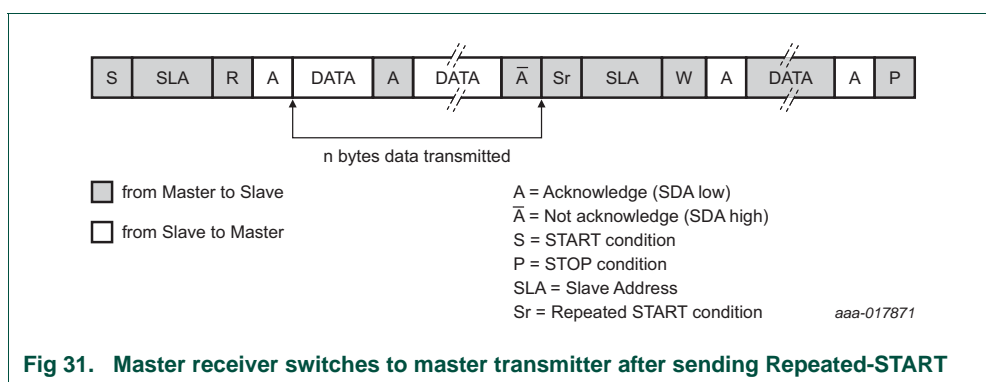 S SLA R A DATA A DATA A̅ Sr SLA W A DATA A P
n bytes data transmitted
from Master to Slave
from Slave to Master
A = Acknowledge (SDA low)
A̅ = Not acknowledge (SDA high)
S = START condition
P = STOP condition
SLA = Slave Address
Sr = Repeated START condition
aaa-017871
Fig 31. Master receiver switches to master transmitter after sending Repeated-START